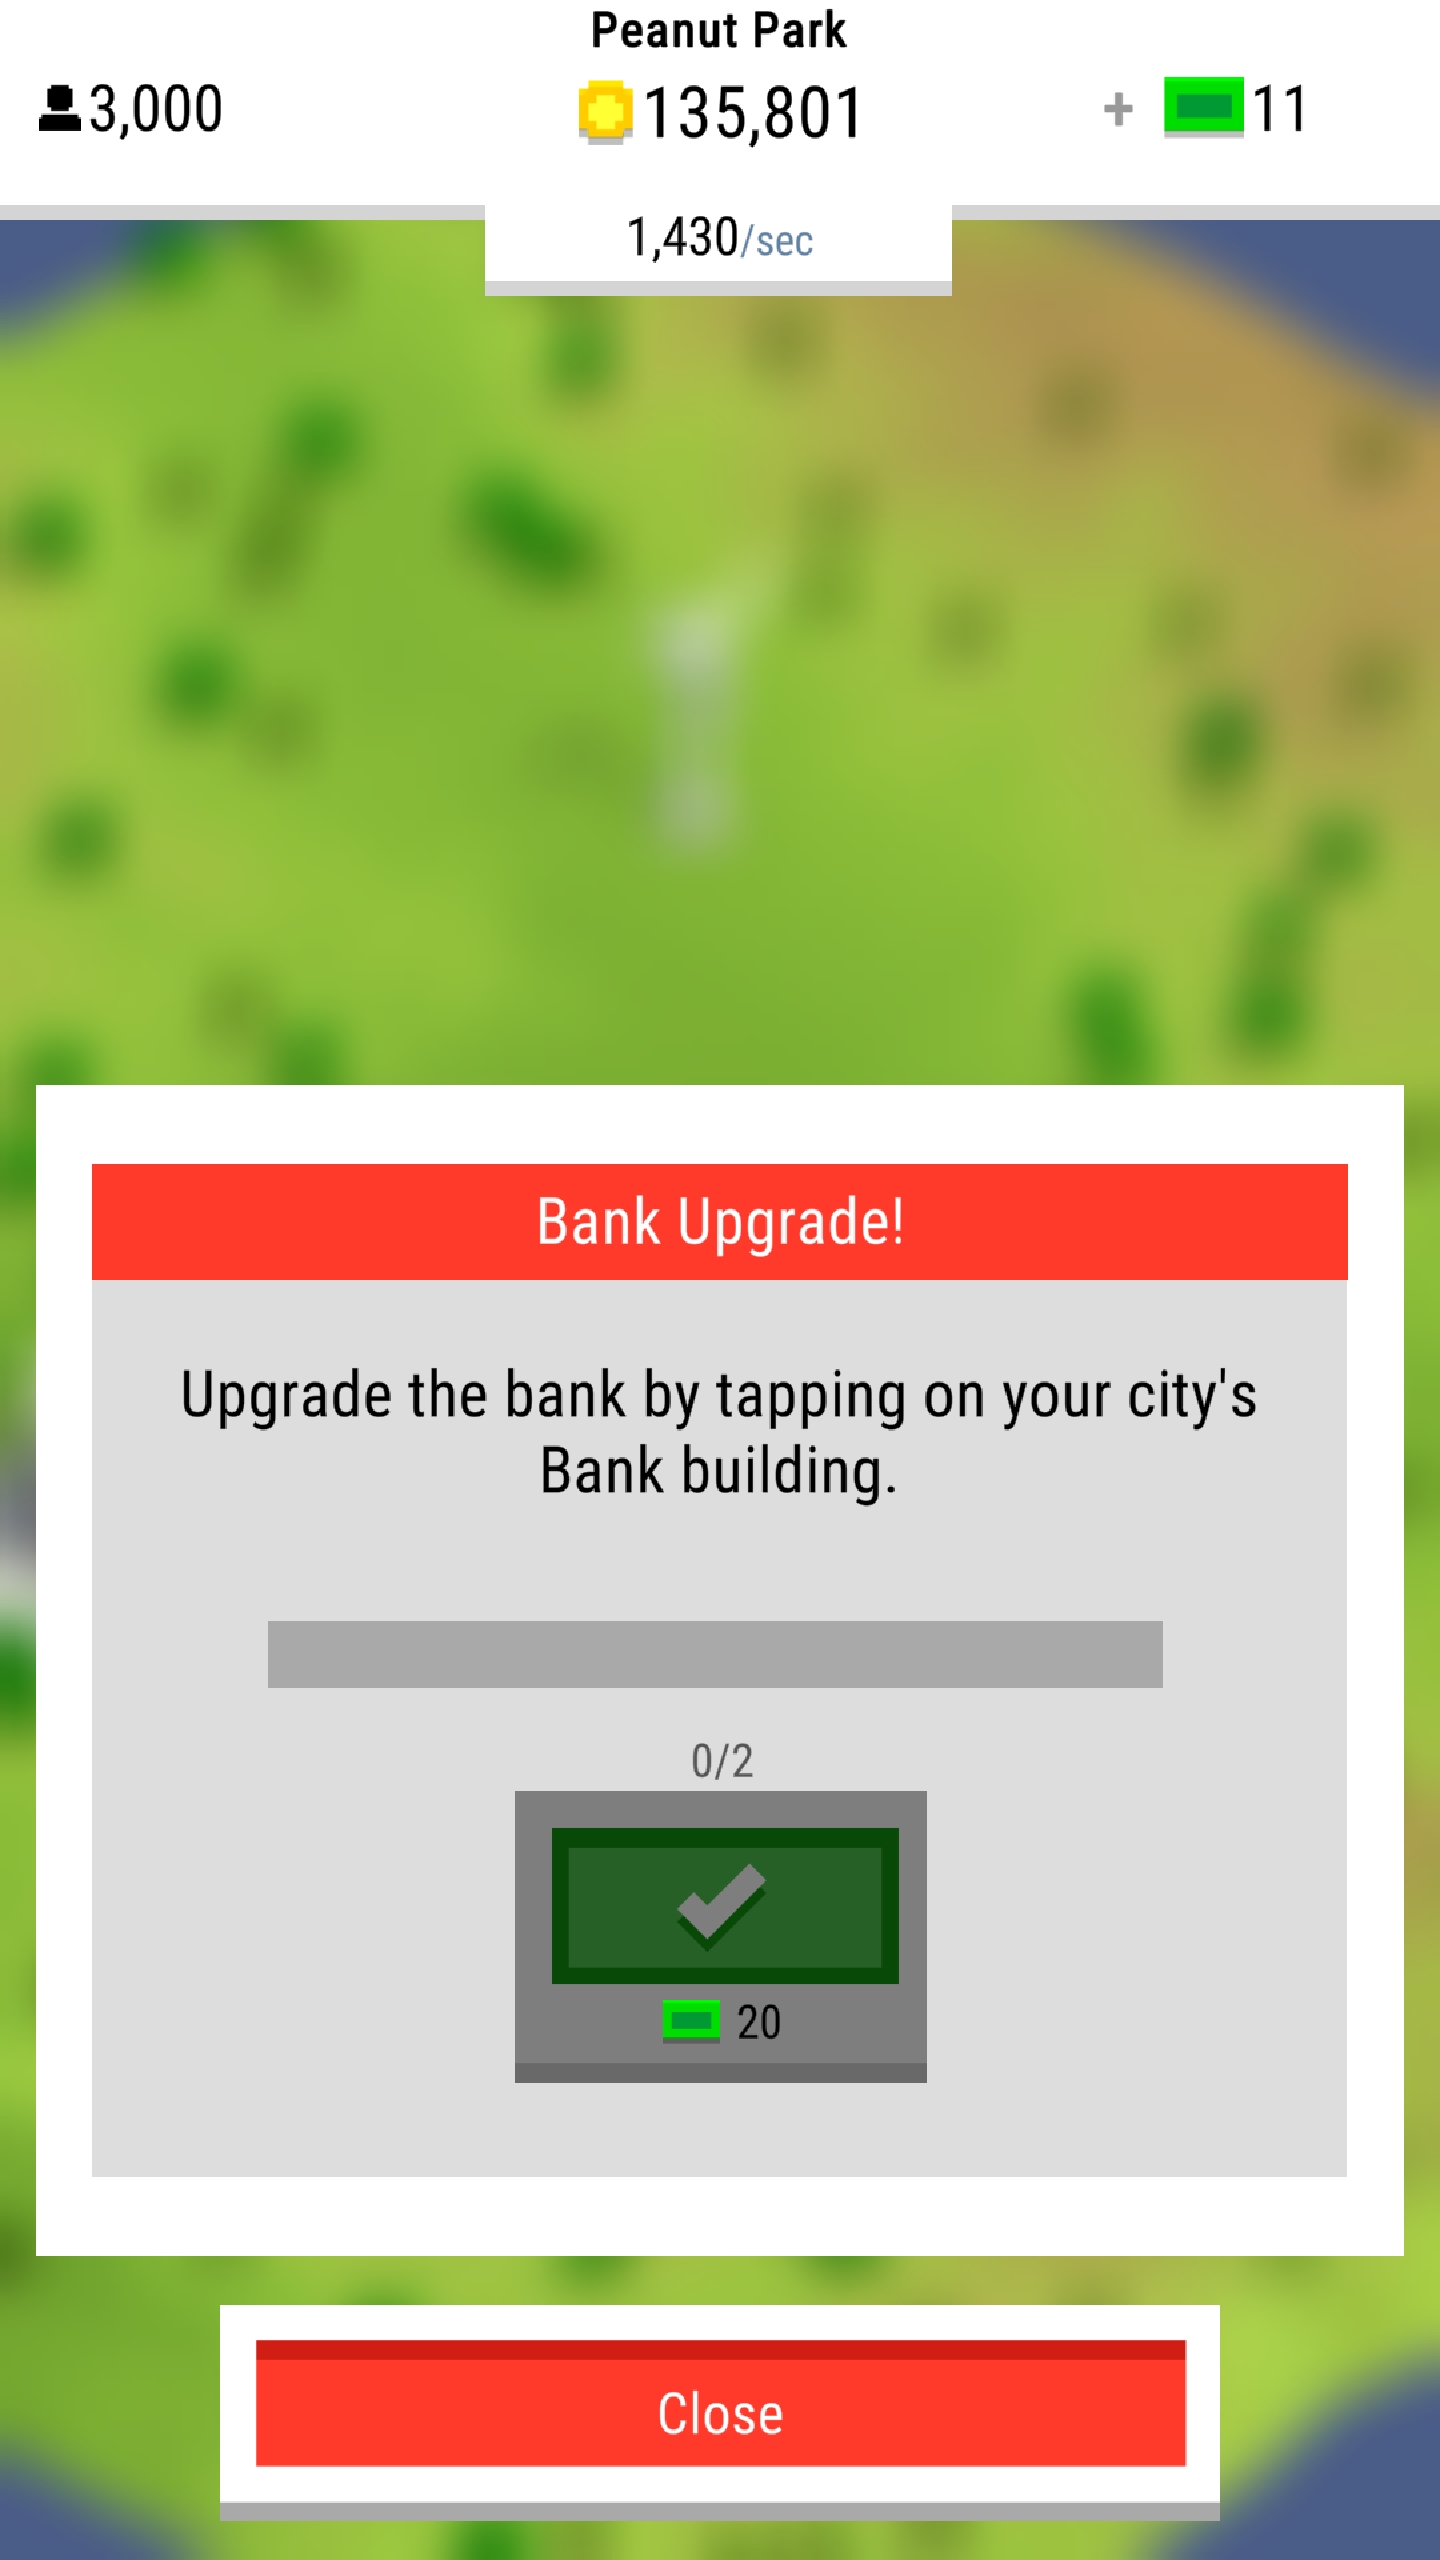 Peanut Park
3,000
135,801
+ 11
1,430/sec
Bank Upgrade!
Upgrade the bank by tapping on your city's
Bank building.
0/2
20
Close